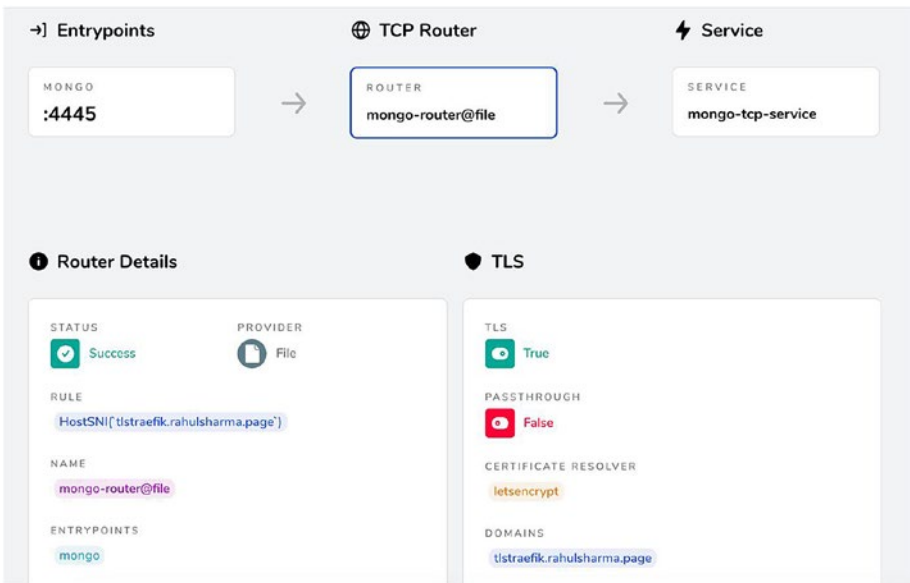 Entrypoints
TCP Router
Service
MONGO
:4445
ROUTER
mongo-router@file
SERVICE
mongo-tcp-service
Router Details
STATUS
Success
PROVIDER
File
RULE
HostSNI(`tlstraefik.rahulsharma.page`)
NAME
mongo-router@file
ENTRYPOINTS
mongo
TLS
TLS
True
PASSTHROUGH
False
CERTIFICATE RESOLVER
letsencrypt
DOMAINS
tlstraefik.rahulsharma.page